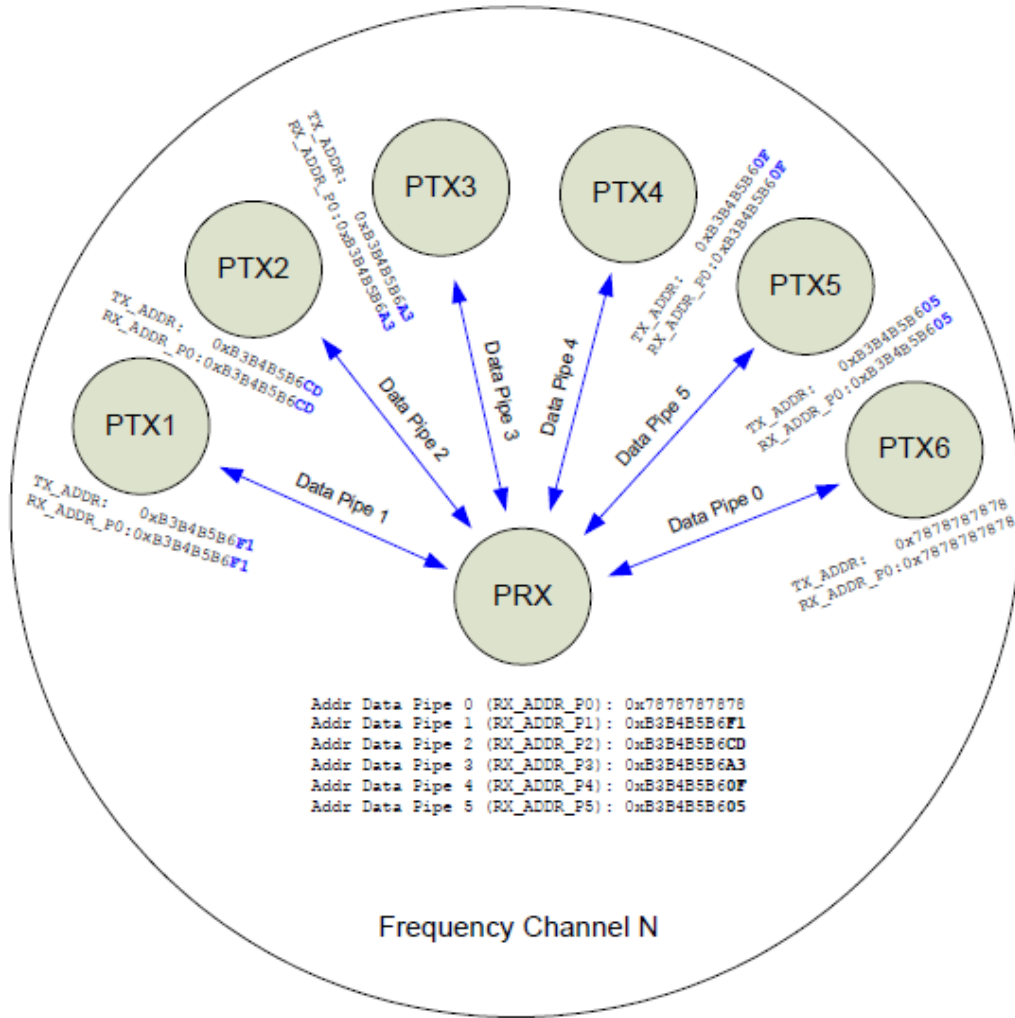 PTX3
PTX4
TX_ADDR: 0xB3B4B5B6A3
RX_ADDR_P0:0xB3B4B5B6A3
TX_ADDR: 0xB3B4B5B60F
RX_ADDR_P0:0xB3B4B5B60F
PTX2
PTX5
TX_ADDR: 0xB3B4B5B6CD
RX_ADDR_P0:0xB3B4B5B6CD
TX_ADDR: 0xB3B4B5B605
RX_ADDR_P0:0xB3B4B5B605
PTX1
PTX6
TX_ADDR: 0xB3B4B5B6F1
RX_ADDR_P0:0xB3B4B5B6F1
TX_ADDR: 0x7878787878
RX_ADDR_P0:0x7878787878
Data Pipe 1
Data Pipe 2
Data Pipe 3
Data Pipe 4
Data Pipe 5
Data Pipe 0
PRX
Addr Data Pipe 0 (RX_ADDR_P0): 0x7878787878
Addr Data Pipe 1 (RX_ADDR_P1): 0xB3B4B5B6F1
Addr Data Pipe 2 (RX_ADDR_P2): 0xB3B4B5B6CD
Addr Data Pipe 3 (RX_ADDR_P3): 0xB3B4B5B6A3
Addr Data Pipe 4 (RX_ADDR_P4): 0xB3B4B5B60F
Addr Data Pipe 5 (RX_ADDR_P5): 0xB3B4B5B605
Frequency Channel N